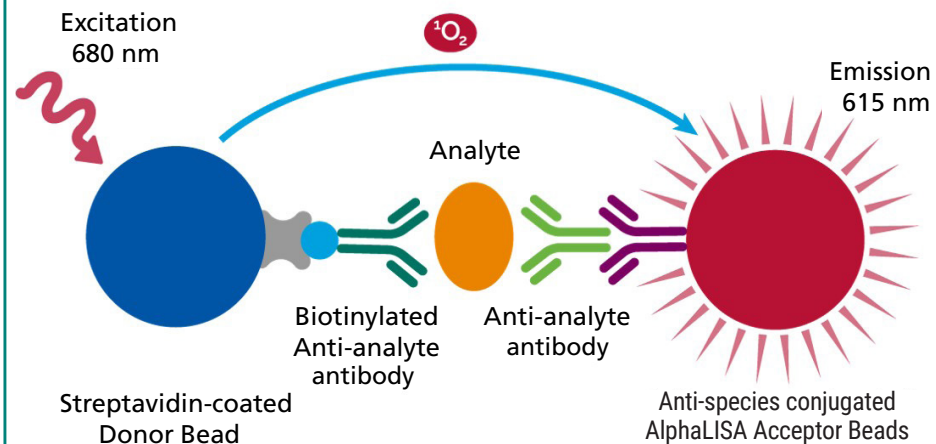 Excitation
680 nm
¹O₂
Emission
615 nm
Analyte
Biotinylated
Anti-analyte
antibody
Anti-analyte
antibody
Streptavidin-coated
Donor Bead
Anti-species conjugated
AlphaLISA Acceptor Beads